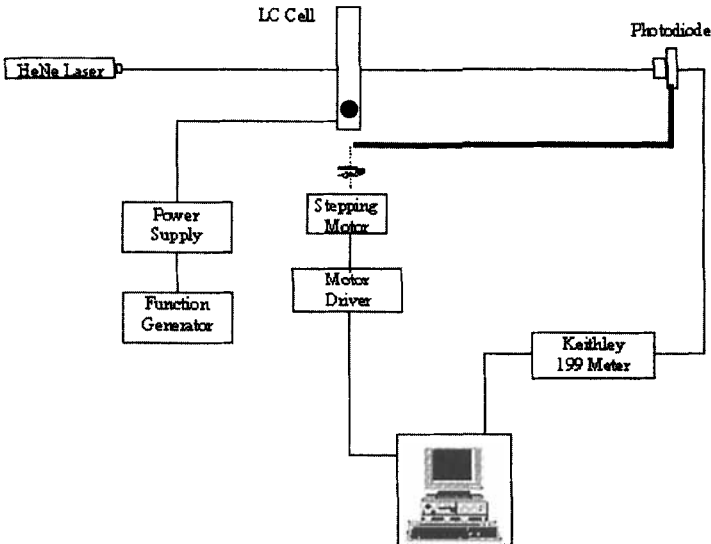 LC Cell
Photodiode
HeNe Laser
Power
Supply
Stepping
Motor
Function
Generator
Motor
Driver
Keithley
199 Meter